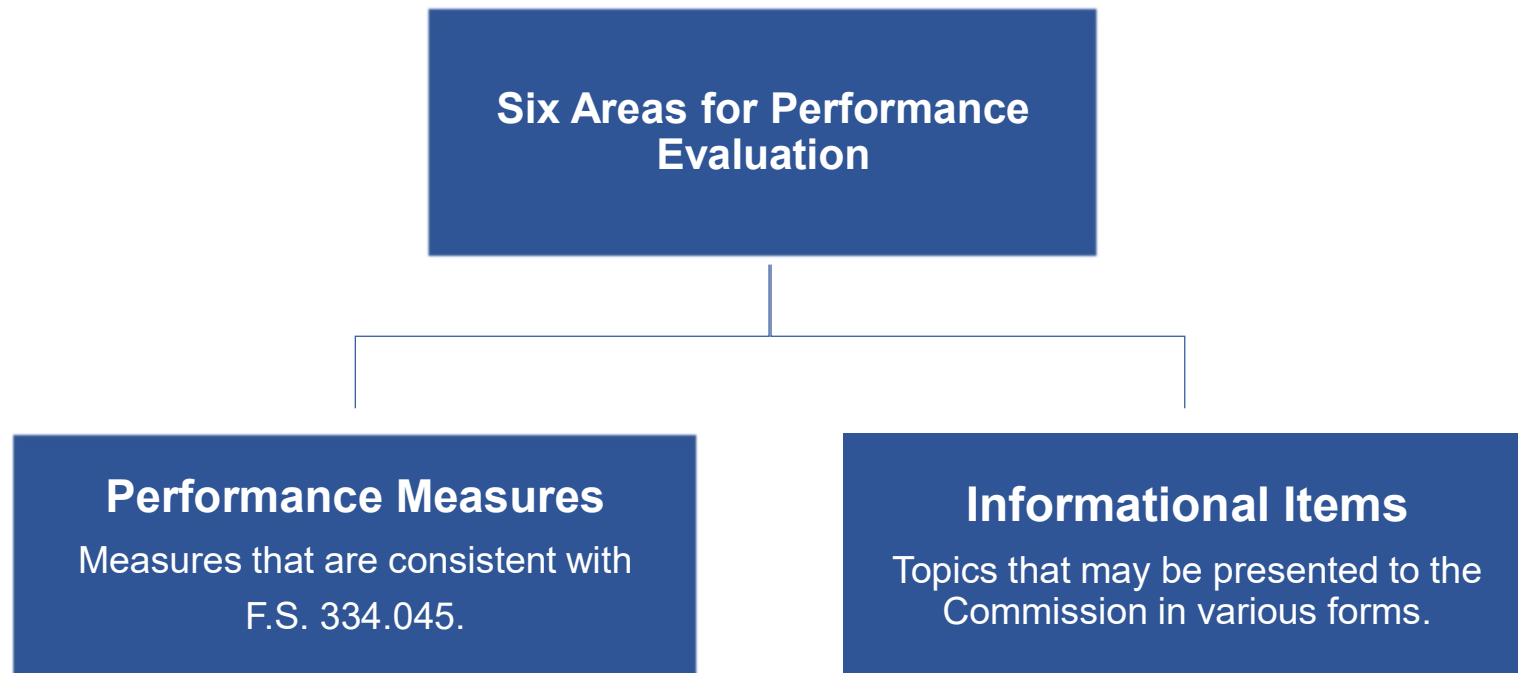 Six Areas for Performance
Evaluation
Performance Measures
Measures that are consistent with
F.S. 334.045.
Informational Items
Topics that may be presented to the
Commission in various forms.